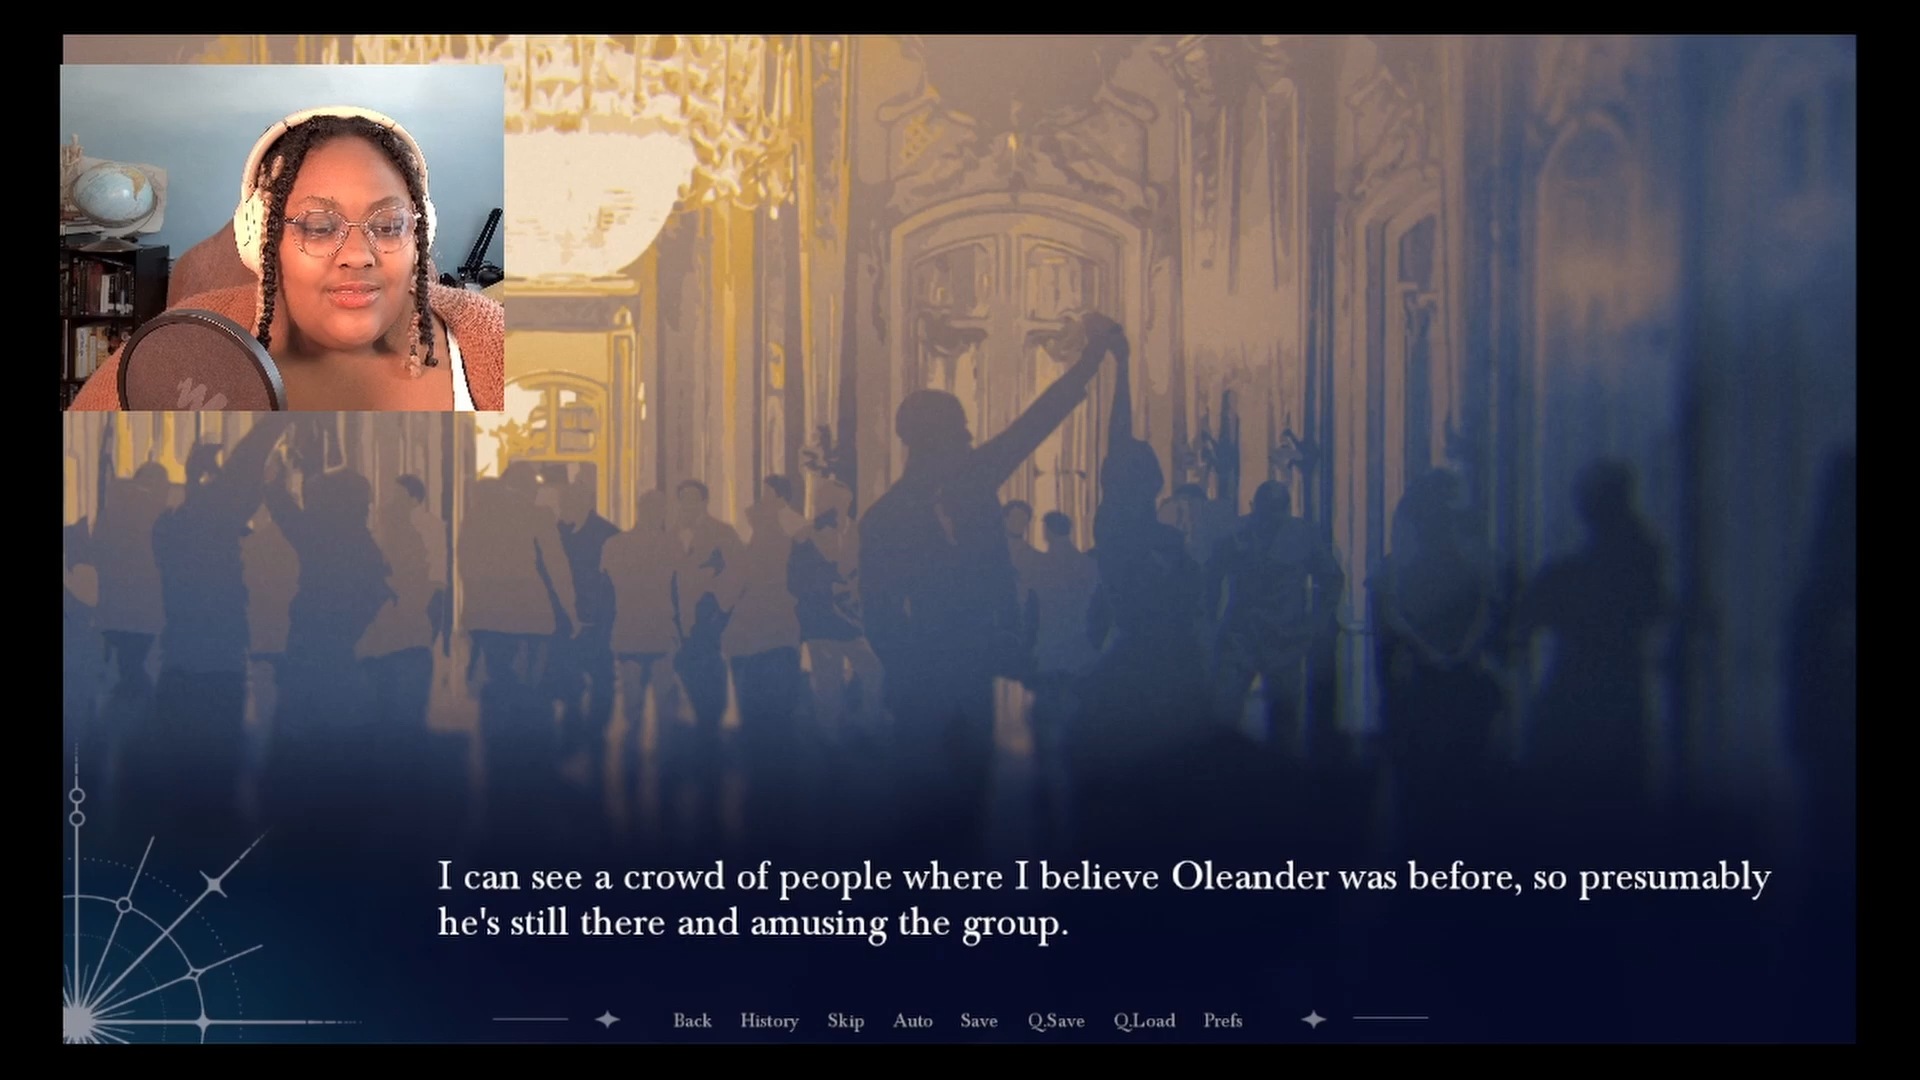 I can see a crowd of people where I believe Oleander was before, so presumably
he's still there and amusing the group.
Back History Skip Auto Save Q.Save Q.Load Prefs